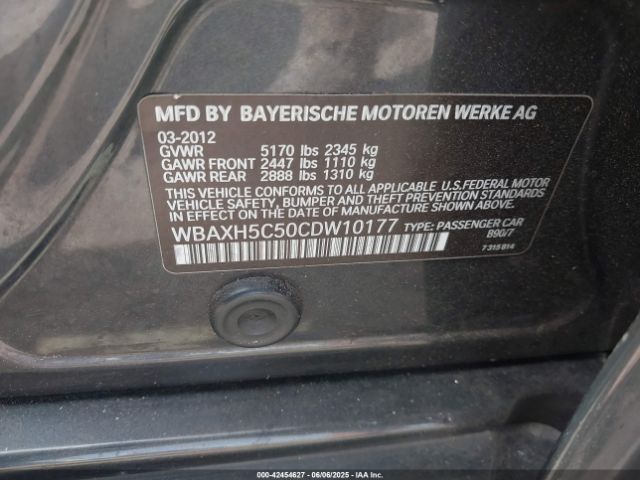 MFD BY BAYERISCHE MOTOREN WERKE AG
03-2012
GVWR 5170 lbs 2345 kg
GAWR FRONT 2447 lbs 1110 kg
GAWR REAR 2888 lbs 1310 kg
THIS VEHICLE CONFORMS TO ALL APPLICABLE U.S.FEDERAL MOTOR
VEHICLE SAFETY, BUMPER AND THEFT PREVENTION STANDARDS
IN EFFECT ON THE DATE OF MANUFACTURE SHOWN ABOVE.
WBAXH5C50CDW10177 TYPE: PASSENGER CAR
B90/7
7315814
000-42454627 06/06/2025 IAA Inc.